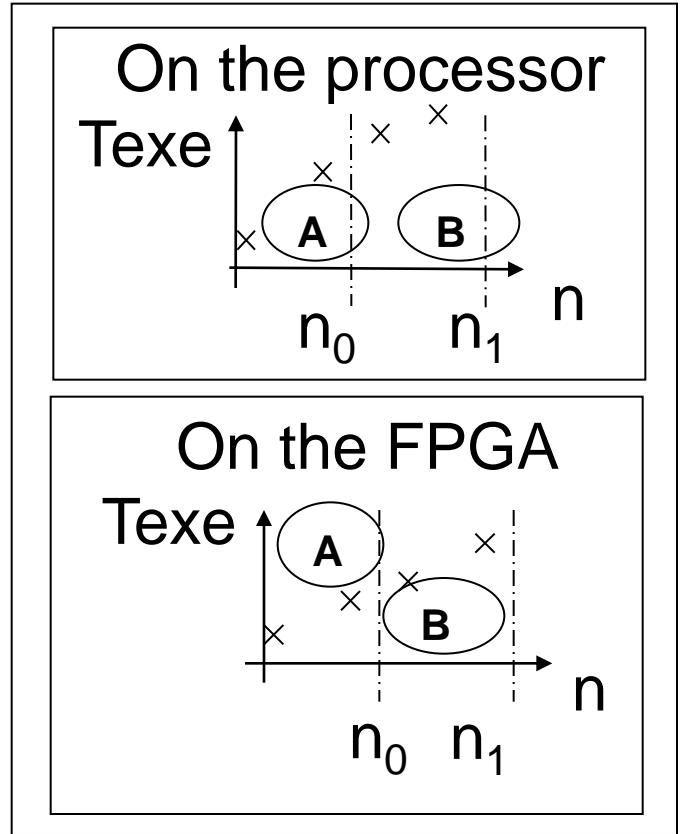 On the processor
Texe
A B
n
n₀ n₁
On the FPGA
Texe
A
B
n
n₀ n₁